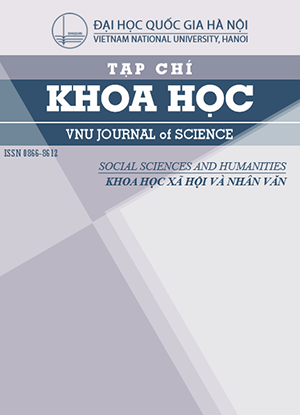 ĐẠI HỌC QUỐC GIA HÀ NỘI
VIETNAM NATIONAL UNIVERSITY, HANOI
TẠP CHÍ
KHOA HỌC
VNU JOURNAL of SCIENCE
ISSN 0866-8612
SOCIAL SCIENCES AND HUMANITIES
KHOA HỌC XÃ HỘI VÀ NHÂN VĂN